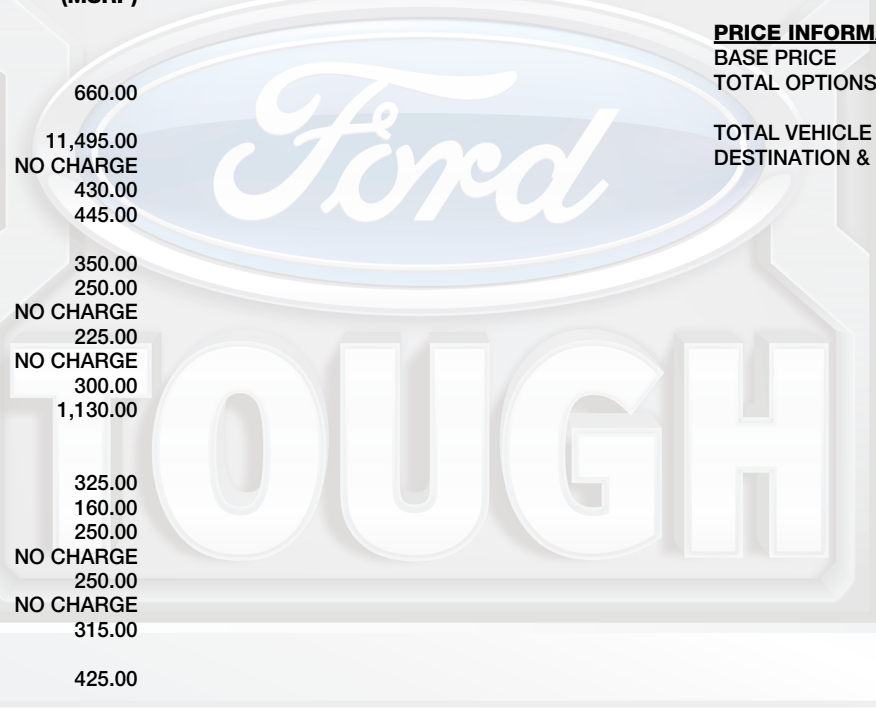 (MSRP)
660.00
11,495.00
NO CHARGE
430.00
445.00
350.00
250.00
NO CHARGE
225.00
NO CHARGE
300.00
1,130.00
325.00
160.00
250.00
NO CHARGE
250.00
NO CHARGE
315.00
425.00
PRICE INFORM
BASE PRICE
TOTAL OPTIONS
TOTAL VEHICLE
DESTINATION &
Ford
TOUGH